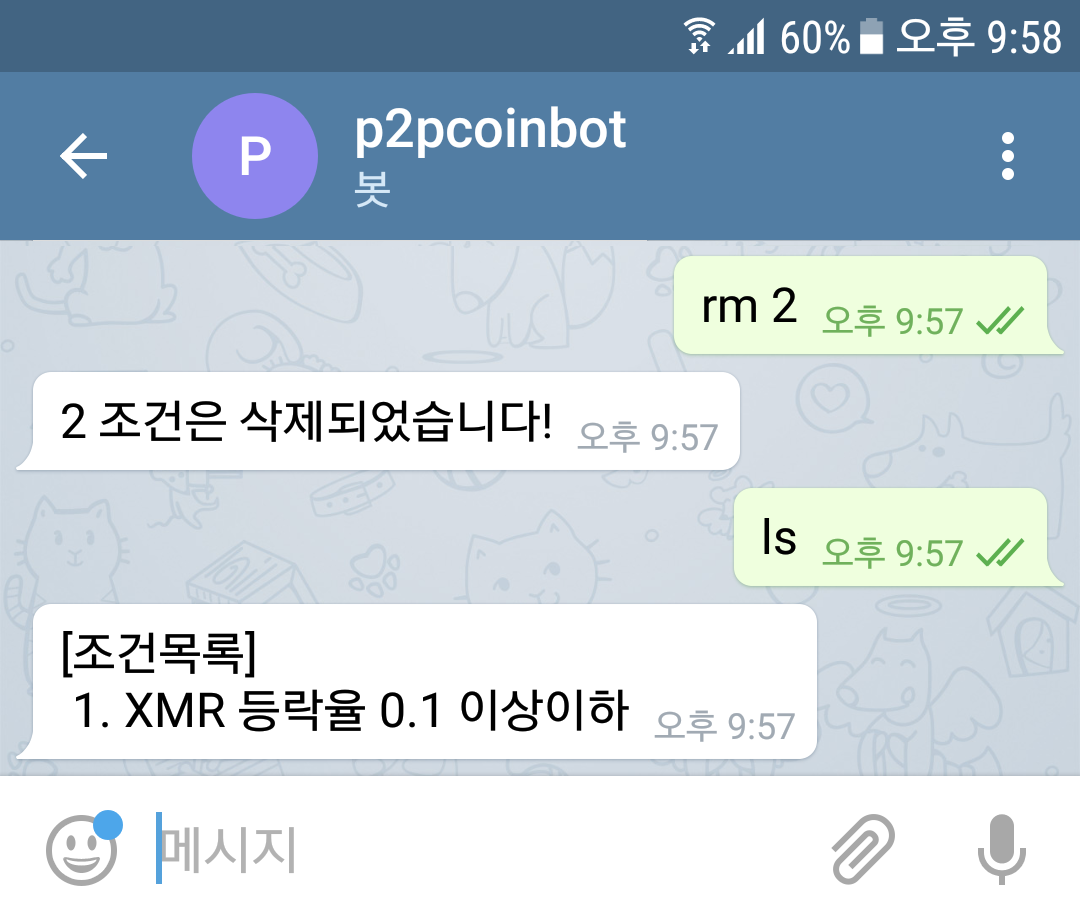 60% 오후 9:58
P
p2pcoinbot
봇
rm 2 오후 9:57
2 조건은 삭제되었습니다! 오후 9:57
ls 오후 9:57
[조건목록]
1. XMR 등락율 0.1 이상이하 오후 9:57
메시지